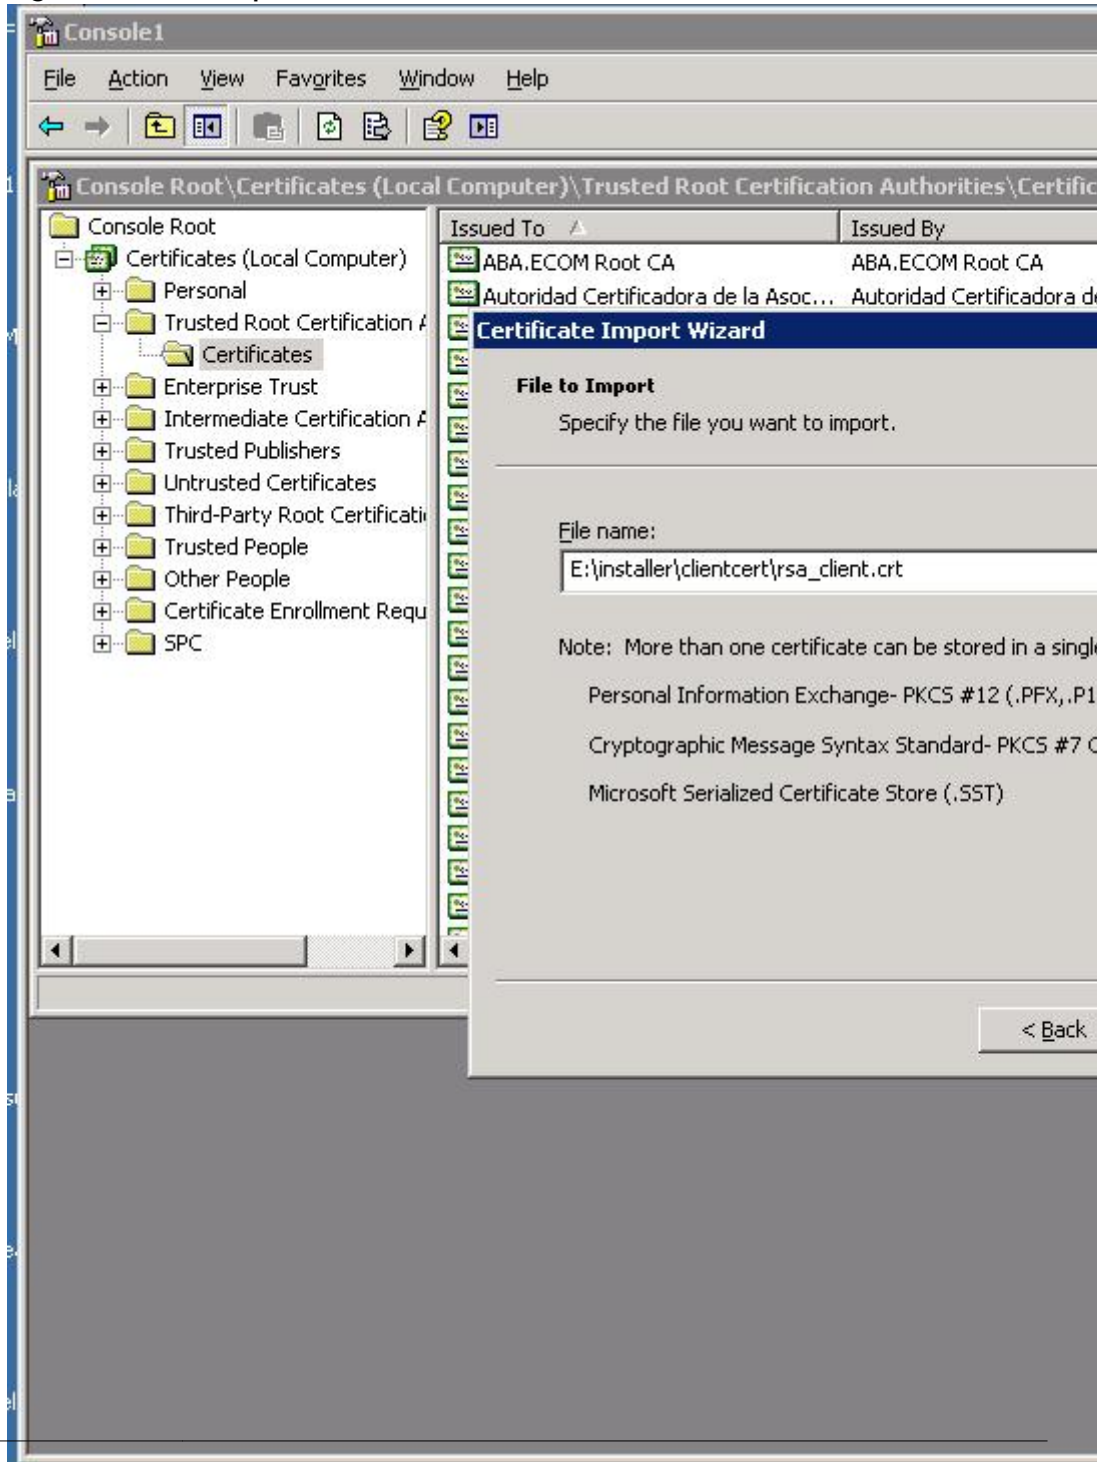 Console1
File Action View Favorites Window Help
Console Root\Certificates (Local Computer)\Trusted Root Certification Authorities\Certific
Console Root
Certificates (Local Computer)
Personal
Trusted Root Certification A
Certificates
Enterprise Trust
Intermediate Certification A
Trusted Publishers
Untrusted Certificates
Third-Party Root Certificati
Trusted People
Other People
Certificate Enrollment Requ
SPC
Issued To Issued By
ABA.ECOM Root CA ABA.ECOM Root CA
Autoridad Certificadora de la Asoc... Autoridad Certificadora de
Certificate Import Wizard
File to Import
Specify the file you want to import.
File name:
E:\installer\clientcert\rsa_client.crt
Note: More than one certificate can be stored in a single
Personal Information Exchange- PKCS #12 (.PFX,.P1
Cryptographic Message Syntax Standard- PKCS #7 C
Microsoft Serialized Certificate Store (.SST)
< Back